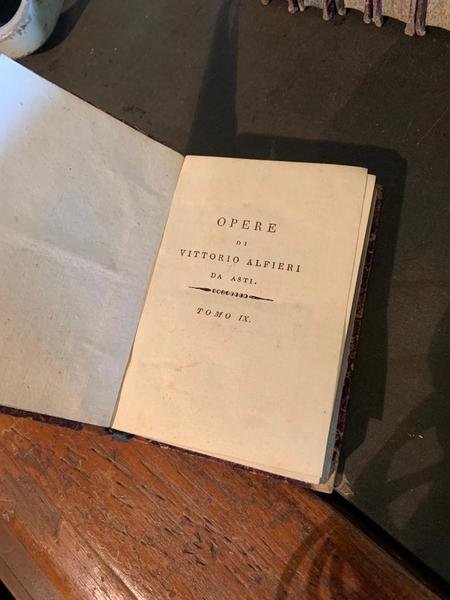 OPERE
DI
VITTORIO ALFIERI
DA ASTI.
TOMO IX.